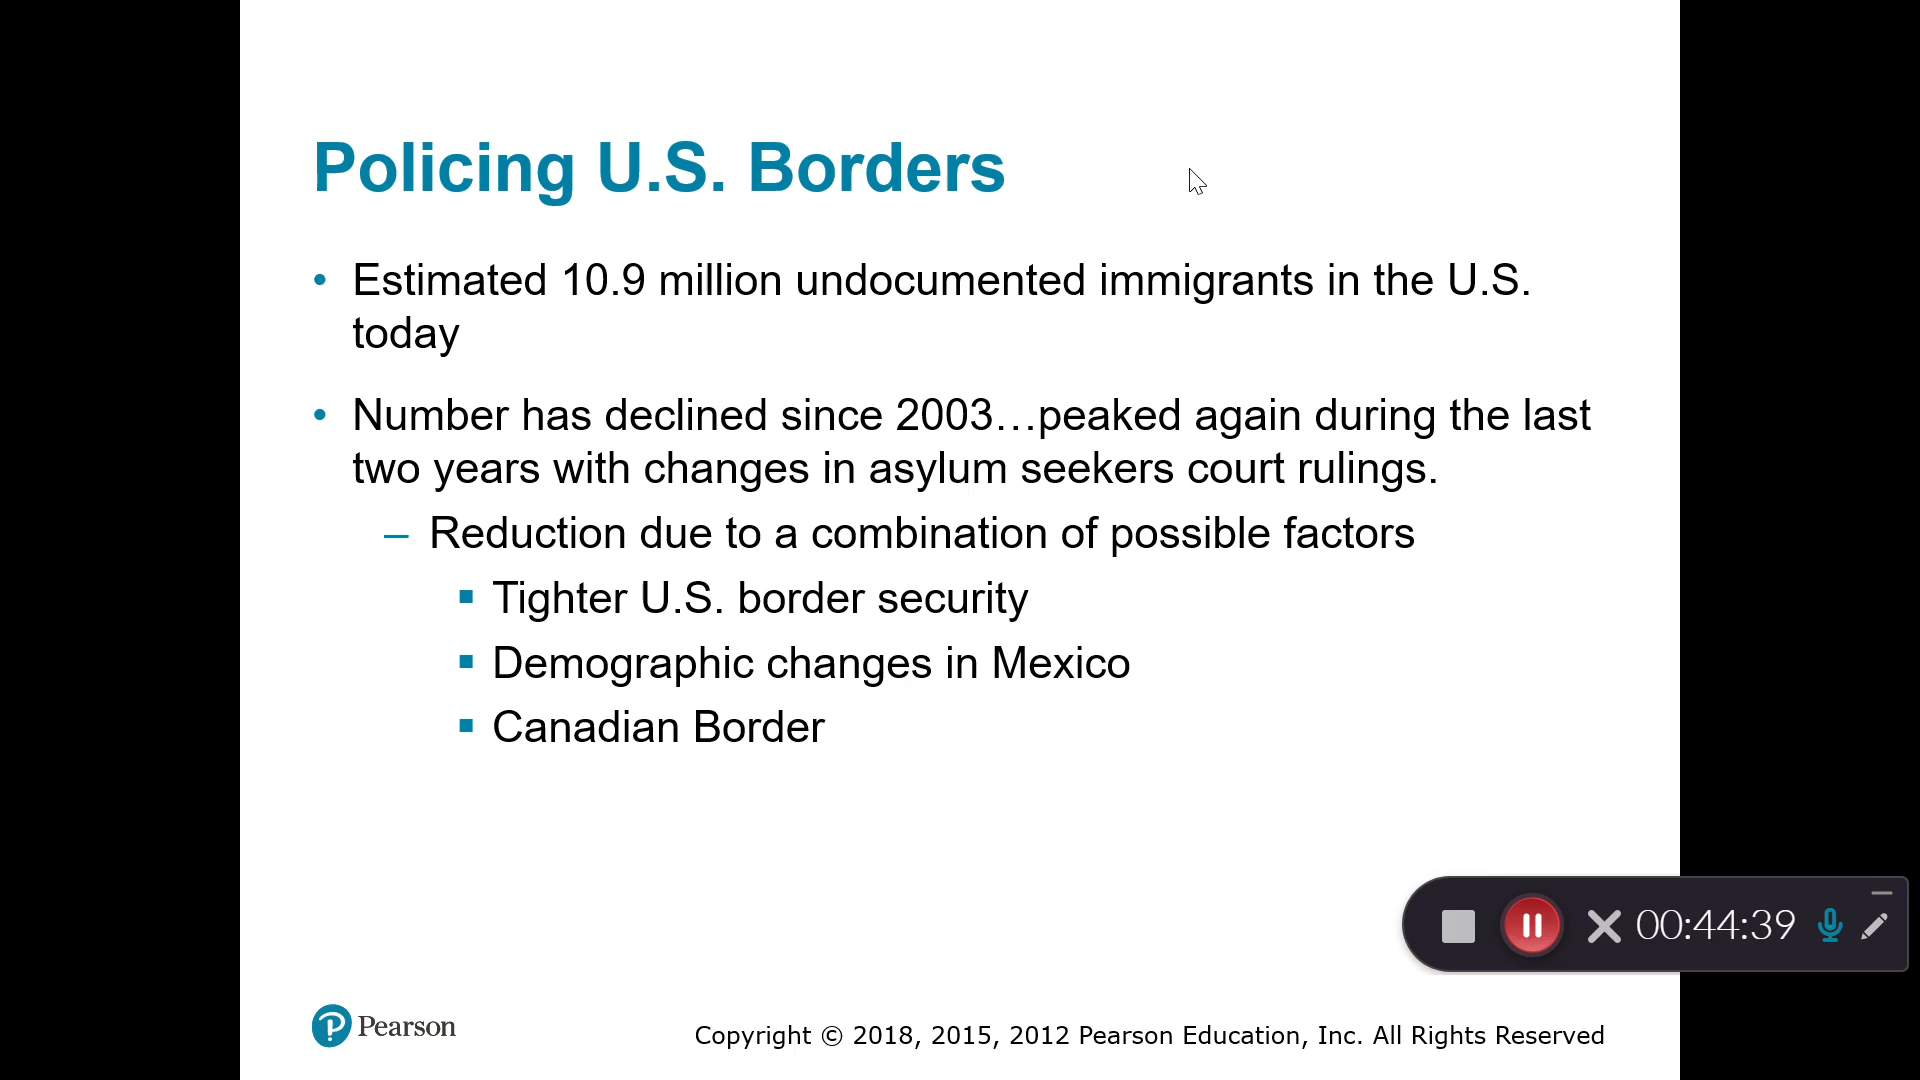 Policing U.S. Borders
• Estimated 10.9 million undocumented immigrants in the U.S.
today
• Number has declined since 2003…peaked again during the last
two years with changes in asylum seekers court rulings.
– Reduction due to a combination of possible factors
▪ Tighter U.S. border security
▪ Demographic changes in Mexico
▪ Canadian Border
00:44:39
Pearson
Copyright © 2018, 2015, 2012 Pearson Education, Inc. All Rights Reserved